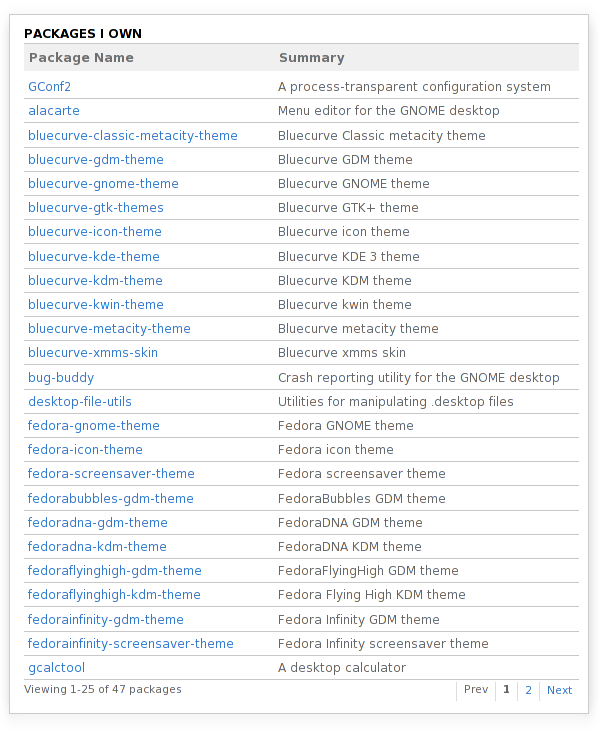 PACKAGES I OWN
Package Name Summary
GConf2 A process-transparent configuration system
alacarte Menu editor for the GNOME desktop
bluecurve-classic-metacity-theme Bluecurve Classic metacity theme
bluecurve-gdm-theme Bluecurve GDM theme
bluecurve-gnome-theme Bluecurve GNOME theme
bluecurve-gtk-themes Bluecurve GTK+ theme
bluecurve-icon-theme Bluecurve icon theme
bluecurve-kde-theme Bluecurve KDE 3 theme
bluecurve-kdm-theme Bluecurve KDM theme
bluecurve-kwin-theme Bluecurve kwin theme
bluecurve-metacity-theme Bluecurve metacity theme
bluecurve-xmms-skin Bluecurve xmms skin
bug-buddy Crash reporting utility for the GNOME desktop
desktop-file-utils Utilities for manipulating .desktop files
fedora-gnome-theme Fedora GNOME theme
fedora-icon-theme Fedora icon theme
fedora-screensaver-theme Fedora screensaver theme
fedorabubbles-gdm-theme FedoraBubbles GDM theme
fedoradna-gdm-theme FedoraDNA GDM theme
fedoradna-kdm-theme FedoraDNA KDM theme
fedoraflyinghigh-gdm-theme FedoraFlyingHigh GDM theme
fedoraflyinghigh-kdm-theme Fedora Flying High KDM theme
fedorainfinity-gdm-theme Fedora Infinity GDM theme
fedorainfinity-screensaver-theme Fedora Infinity screensaver theme
gcalctool A desktop calculator
Viewing 1-25 of 47 packages Prev 1 2 Next